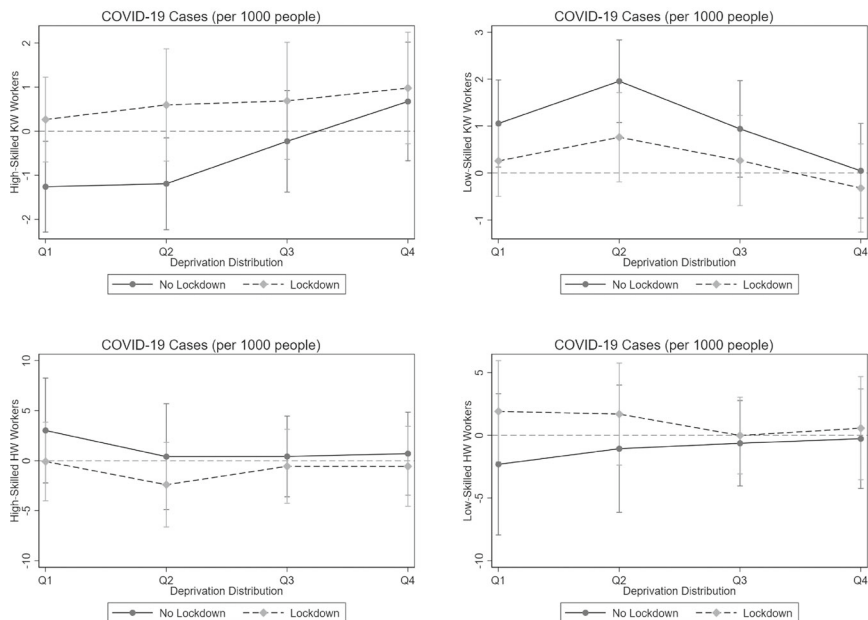 COVID-19 Cases (per 1000 people)
High-Skilled KW Workers
2
1
0
-1
-2
Q1 Q2 Q3 Q4
Deprivation Distribution
No Lockdown Lockdown
COVID-19 Cases (per 1000 people)
Low-Skilled KW Workers
3
2
1
0
-1
Q1 Q2 Q3 Q4
Deprivation Distribution
No Lockdown Lockdown
COVID-19 Cases (per 1000 people)
High-Skilled HW Workers
10
5
0
-5
-10
Q1 Q2 Q3 Q4
Deprivation Distribution
No Lockdown Lockdown
COVID-19 Cases (per 1000 people)
Low-Skilled HW Workers
5
0
-5
-10
Q1 Q2 Q3 Q4
Deprivation Distribution
No Lockdown Lockdown